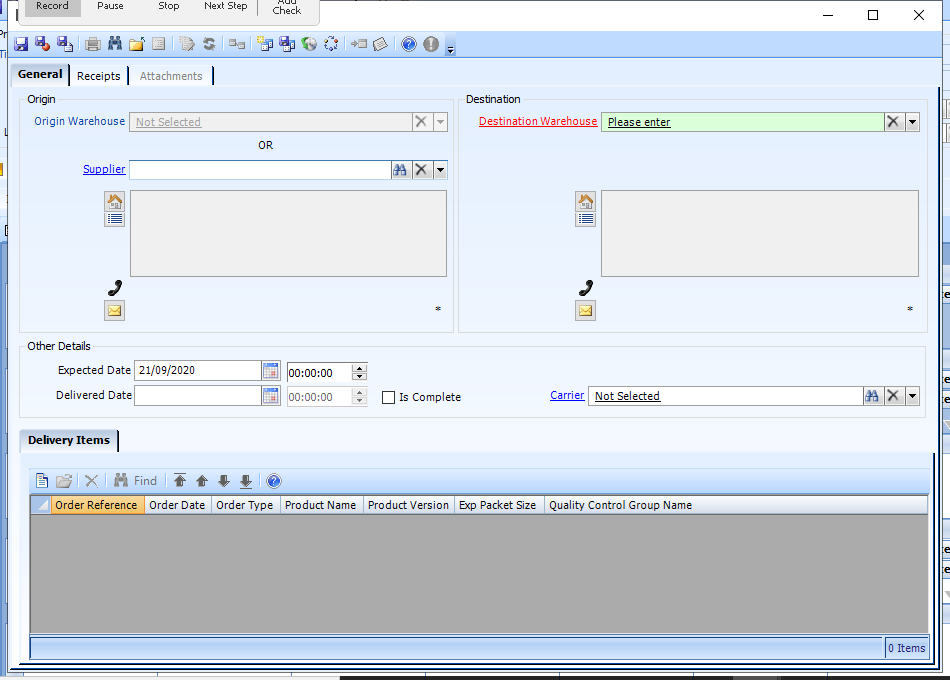 Record Pause Stop Next Step Add
Check
General Receipts Attachments
Origin
Origin Warehouse Not Selected
OR
Supplier
*
Destination
Destination Warehouse Please enter
*
Other Details
Expected Date 21/09/2020 00:00:00
Delivered Date 00:00:00 Is Complete Carrier Not Selected
Delivery Items
Find
Order Reference Order Date Order Type Product Name Product Version Exp Packet Size Quality Control Group Name
0 Items